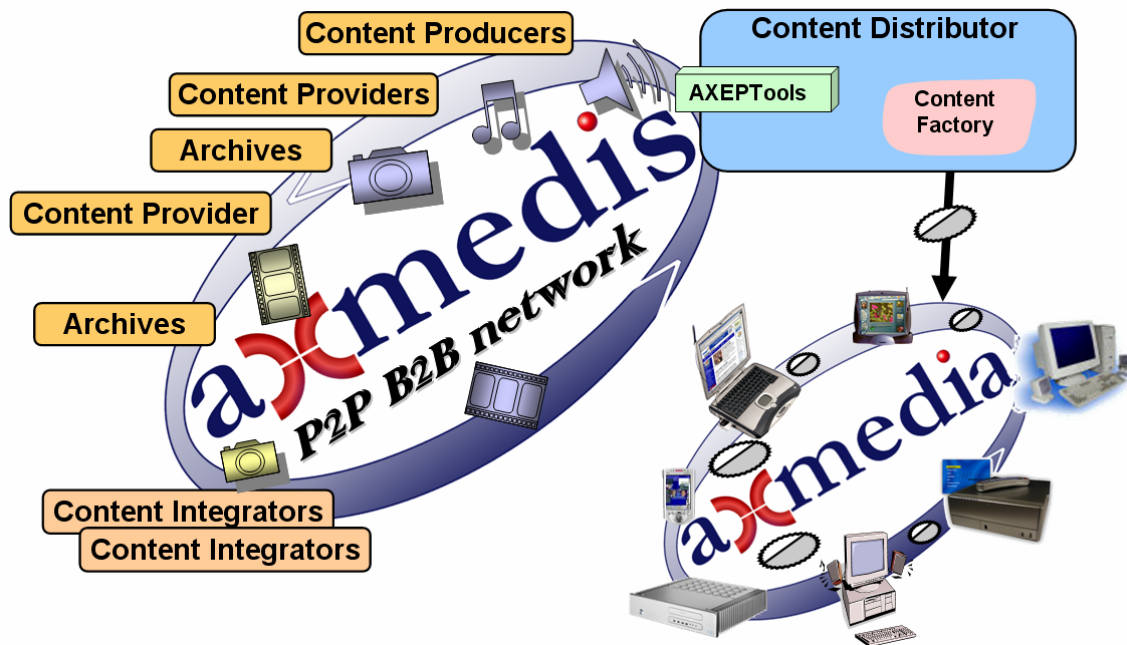 Content Producers
Content Distributor
Content Providers
AXEPTools
Content
Factory
Archives
Content Provider
axmedis
P2P B2B network
Archives
axmedia
Content Integrators
Content Integrators